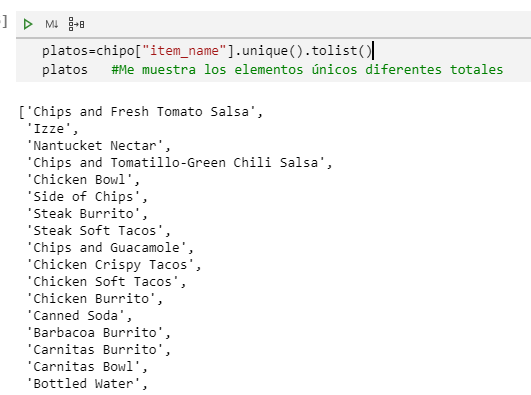 ]
M↓
platos=chipo["item_name"].unique().tolist()
platos   #Me muestra los elementos únicos diferentes totales
['Chips and Fresh Tomato Salsa',
 'Izze',
 'Nantucket Nectar',
 'Chips and Tomatillo-Green Chili Salsa',
 'Chicken Bowl',
 'Side of Chips',
 'Steak Burrito',
 'Steak Soft Tacos',
 'Chips and Guacamole',
 'Chicken Crispy Tacos',
 'Chicken Soft Tacos',
 'Chicken Burrito',
 'Canned Soda',
 'Barbacoa Burrito',
 'Carnitas Burrito',
 'Carnitas Bowl',
 'Bottled Water',